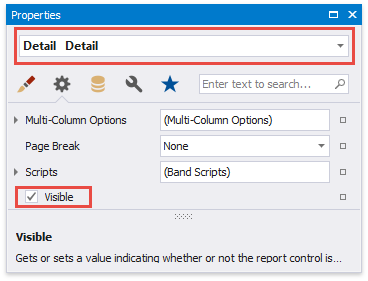 Properties
Detail Detail
Enter text to search...
Multi-Column Options (Multi-Column Options)
Page Break None
Scripts (Band Scripts)
Visible
Visible
Gets or sets a value indicating whether or not the report control is...